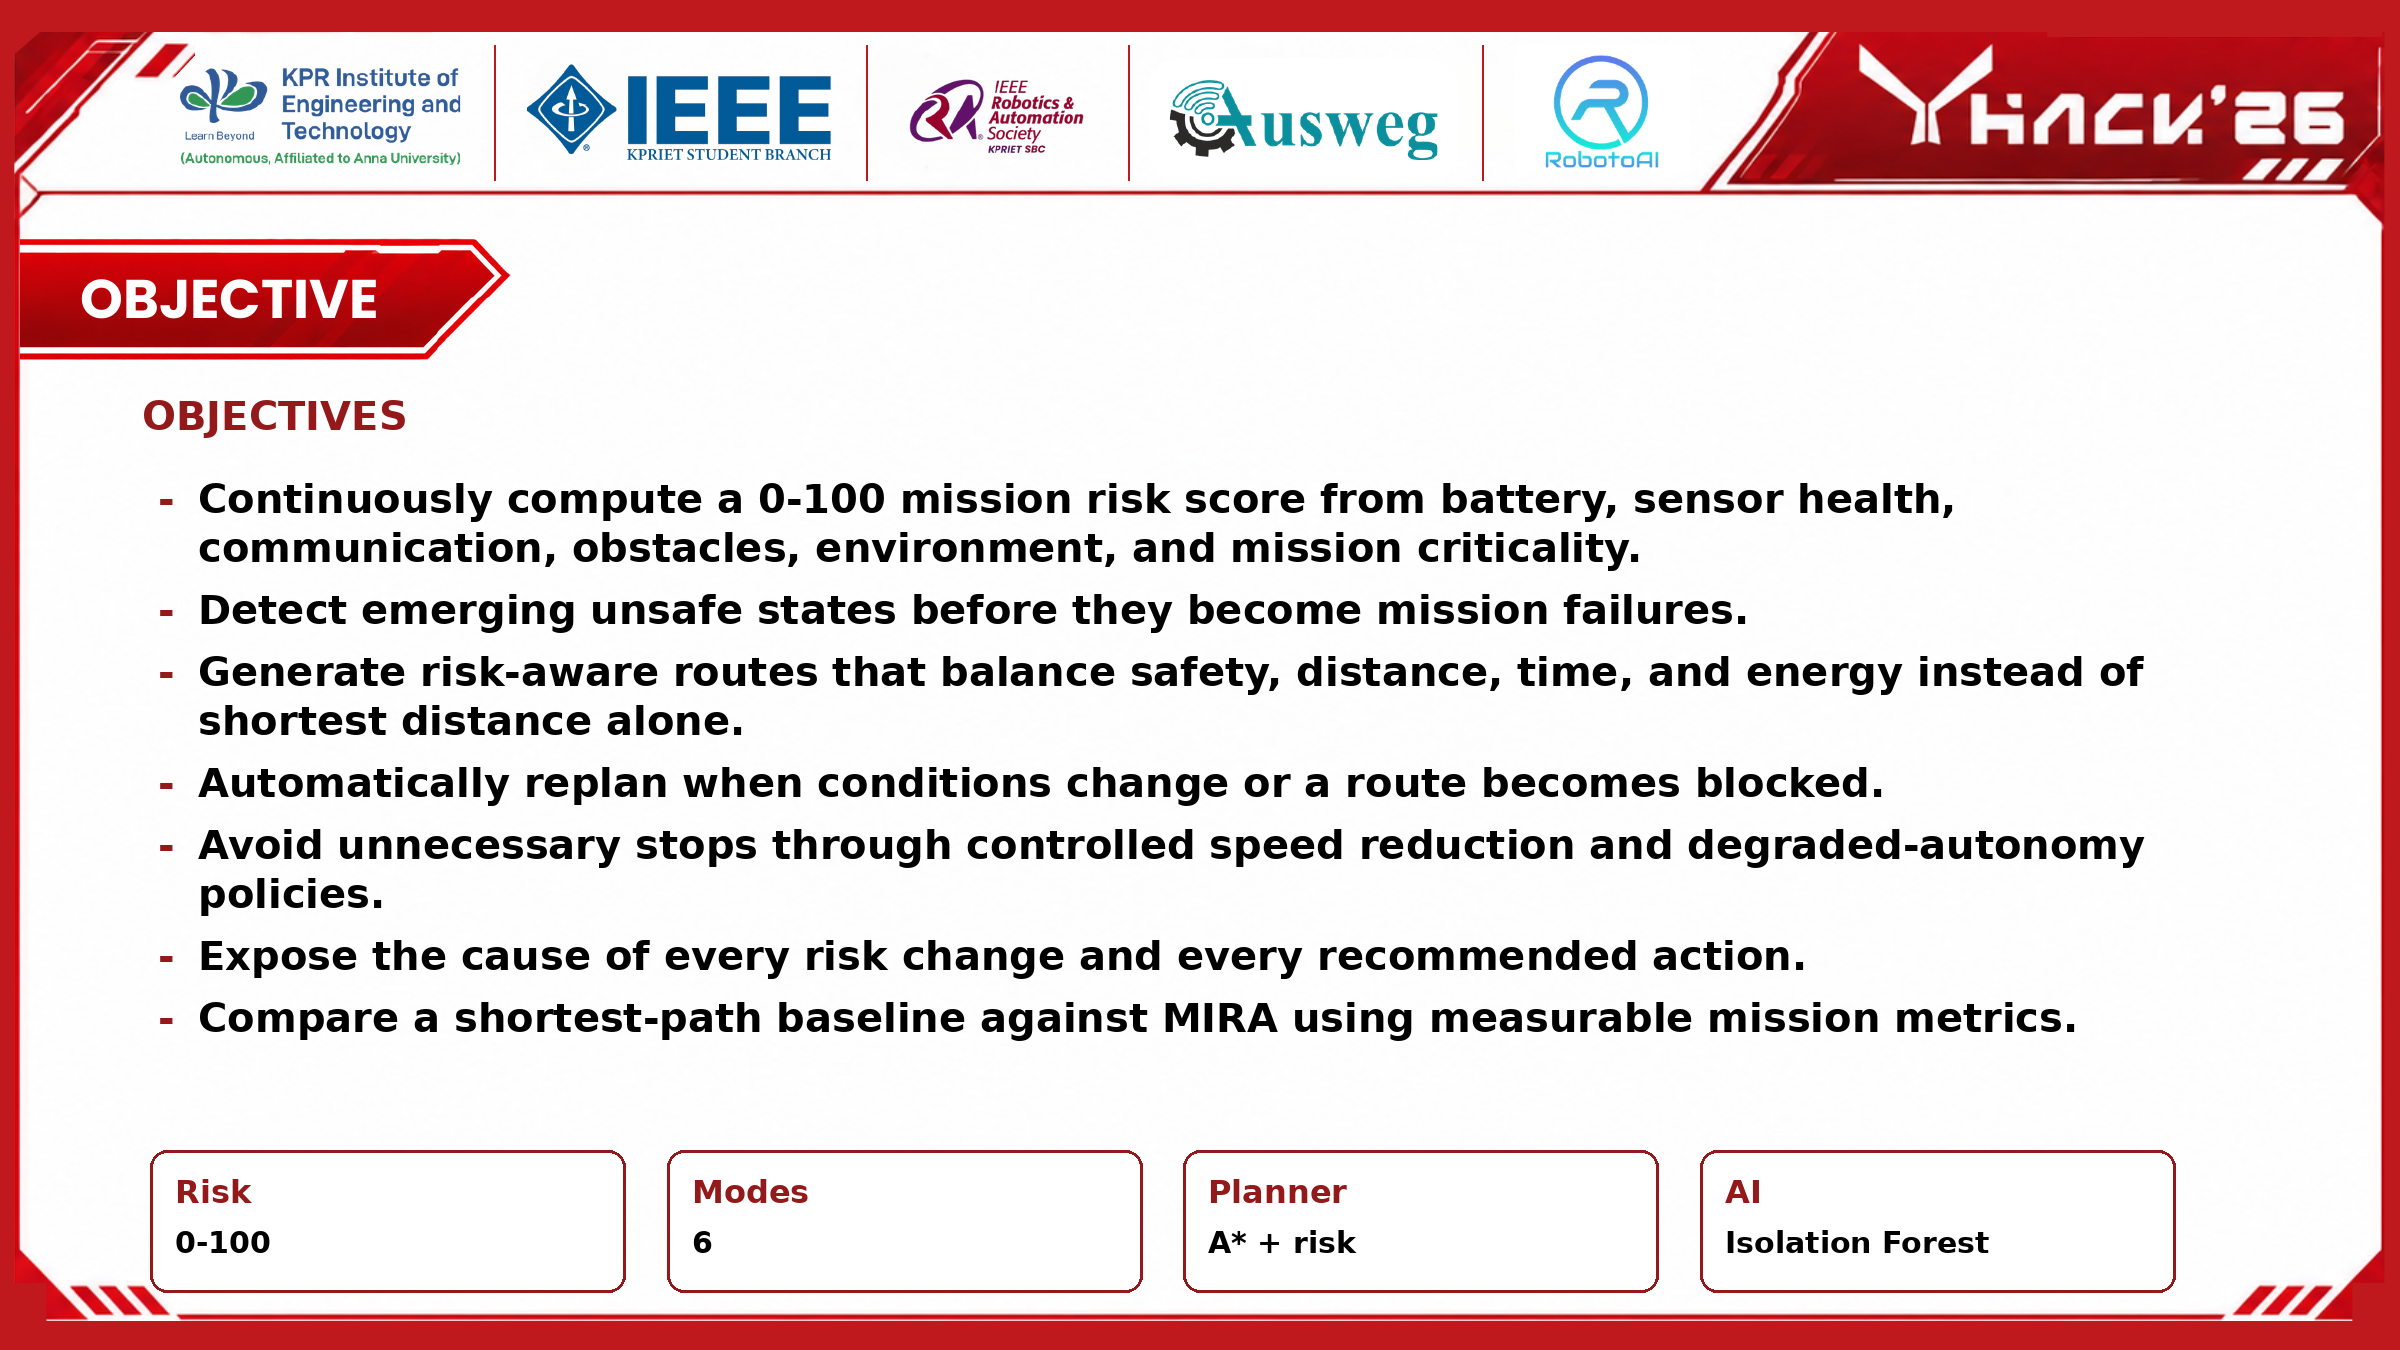 KPR Institute of
Engineering and
Technology
Learn Beyond
(Autonomous, Affiliated to Anna University)
IEEE
KPRIET STUDENT BRANCH
IEEE
Robotics &
Automation
Society
KPRIET SBC
Ausweg
RobotoAI
YHACK'26
OBJECTIVE
OBJECTIVES
- Continuously compute a 0-100 mission risk score from battery, sensor health,
communication, obstacles, environment, and mission criticality.
- Detect emerging unsafe states before they become mission failures.
- Generate risk-aware routes that balance safety, distance, time, and energy instead of
shortest distance alone.
- Automatically replan when conditions change or a route becomes blocked.
- Avoid unnecessary stops through controlled speed reduction and degraded-autonomy
policies.
- Expose the cause of every risk change and every recommended action.
- Compare a shortest-path baseline against MIRA using measurable mission metrics.
Risk
0-100
Modes
6
Planner
A* + risk
AI
Isolation Forest